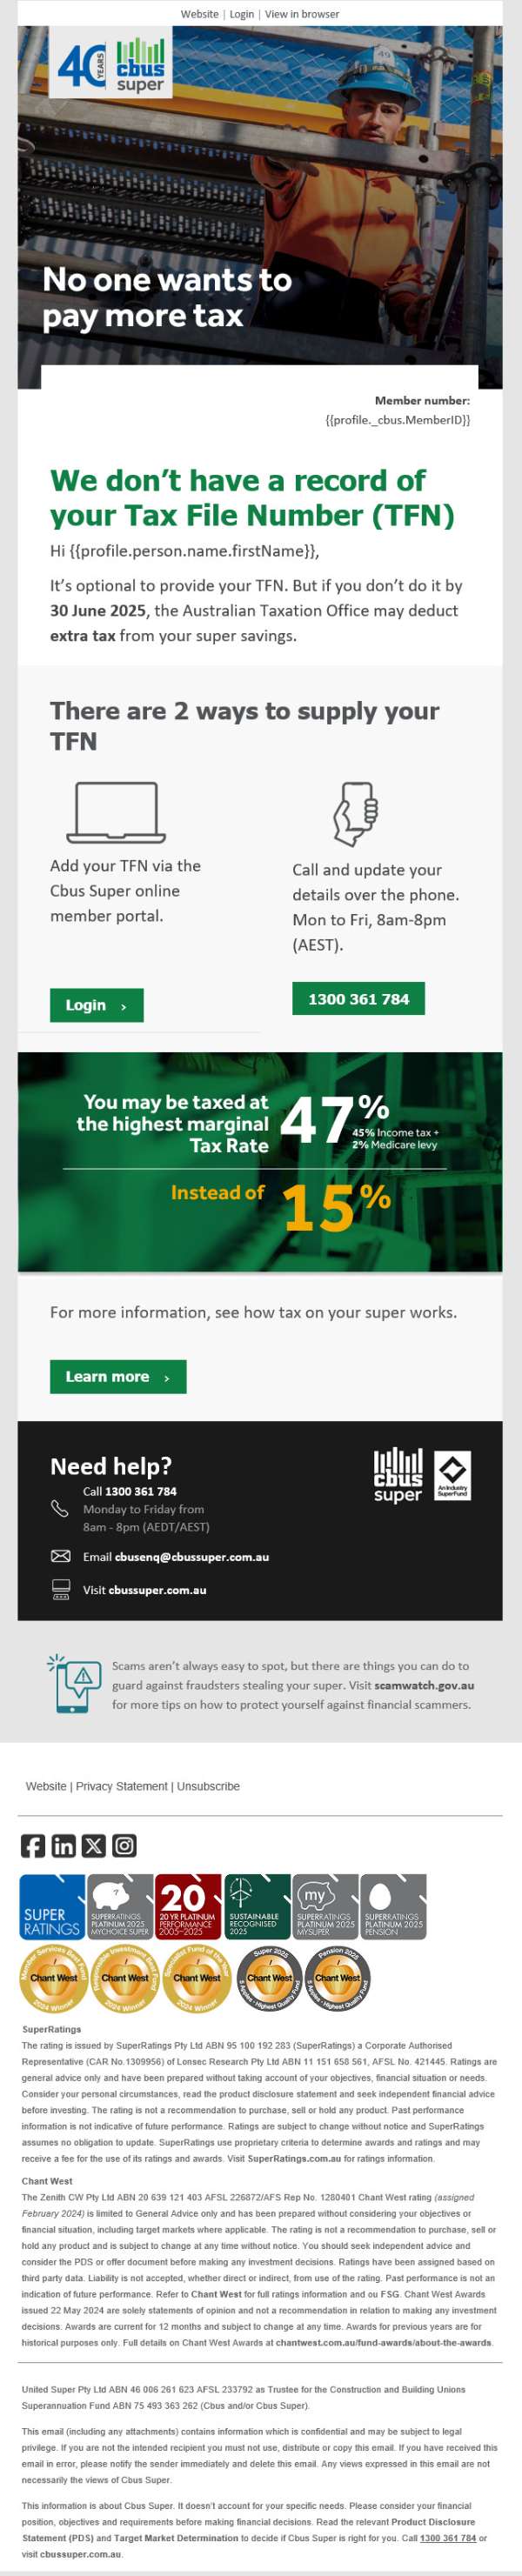 Website | Login | View in browser
40 YEARS cbus super
No one wants to
pay more tax
Member number:
{{profile._cbus.MemberID}}
We don't have a record of
your Tax File Number (TFN)
Hi {{profile.person.name.firstName}},
It's optional to provide your TFN. But if you don't do it by
30 June 2025, the Australian Taxation Office may deduct
extra tax from your super savings.
There are 2 ways to supply your
TFN
Add your TFN via the
Cbus Super online
member portal.
Login ›
Call and update your
details over the phone.
Mon to Fri, 8am-8pm
(AEST).
1300 361 784
You may be taxed at
the highest marginal
Tax Rate
47%
45% Income tax +
2% Medicare levy
Instead of 15%
For more information, see how tax on your super works.
Learn more ›
Need help?
Call 1300 361 784
Monday to Friday from
8am - 8pm (AEDT/AEST)
Email cbusenq@cbussuper.com.au
Visit cbussuper.com.au
cbus super
An Industry
SuperFund
Scams aren't always easy to spot, but there are things you can do to
guard against fraudsters stealing your super. Visit scamwatch.gov.au
for more tips on how to protect yourself against financial scammers.
Website | Privacy Statement | Unsubscribe
SUPER
RATINGS
SUPERRATINGS
PLATINUM 2025
MYCHOICE SUPER
20
20 YR PLATINUM
PERFORMANCE
2005-2025
SUSTAINABLE
RECOGNISED
2025
my
SUPERRATINGS
PLATINUM 2025
MYSUPER
SUPERRATINGS
PLATINUM 2025
PENSION
Chant West
2024 Winner
Chant West
2024 Winner
Chant West
2024 Winner
Super 2025
Chant West
5 Apples - Highest Quality Fund
Pension 2025
Chant West
5 Apples - Highest Quality Fund
SuperRatings
The rating is issued by SuperRatings Pty Ltd ABN 95 100 192 283 (SuperRatings) a Corporate Authorised
Representative (CAR No.1309956) of Lonsec Research Pty Ltd ABN 11 151 658 561, AFSL No. 421445. Ratings are
general advice only and have been prepared without taking account of your objectives, financial situation or needs.
Consider your personal circumstances, read the product disclosure statement and seek independent financial advice
before investing. The rating is not a recommendation to purchase, sell or hold any product. Past performance
information is not indicative of future performance. Ratings are subject to change without notice and SuperRatings
assumes no obligation to update. SuperRatings use proprietary criteria to determine awards and ratings and may
receive a fee for the use of its ratings and awards. Visit SuperRatings.com.au for ratings information.
Chant West
The Zenith CW Pty Ltd ABN 20 639 121 403 AFSL 226872/AFS Rep No. 1280401 Chant West rating (assigned
February 2024) is limited to General Advice only and has been prepared without considering your objectives or
financial situation, including target markets where applicable. The rating is not a recommendation to purchase, sell or
hold any product and is subject to change at any time without notice. You should seek independent advice and
consider the PDS or offer document before making any investment decisions. Ratings have been assigned based on
third party data. Liability is not accepted, whether direct or indirect, from use of the rating. Past performance is not an
indication of future performance. Refer to Chant West for full ratings information and ou FSG. Chant West Awards
issued 22 May 2024 are solely statements of opinion and not a recommendation in relation to making any investment
decisions. Awards are current for 12 months and subject to change at any time. Awards for previous years are for
historical purposes only. Full details on Chant West Awards at chantwest.com.au/fund-awards/about-the-awards.
United Super Pty Ltd ABN 46 006 261 623 AFSL 233792 as Trustee for the Construction and Building Unions
Superannuation Fund ABN 75 493 363 262 (Cbus and/or Cbus Super).
This email (including any attachments) contains information which is confidential and may be subject to legal
privilege. If you are not the intended recipient you must not use, distribute or copy this email. If you have received this
email in error, please notify the sender immediately and delete this email. Any views expressed in this email are not
necessarily the views of Cbus Super.
This information is about Cbus Super. It doesn't account for your specific needs. Please consider your financial
position, objectives and requirements before making financial decisions. Read the relevant Product Disclosure
Statement (PDS) and Target Market Determination to decide if Cbus Super is right for you. Call 1300 361 784 or
visit cbussuper.com.au.